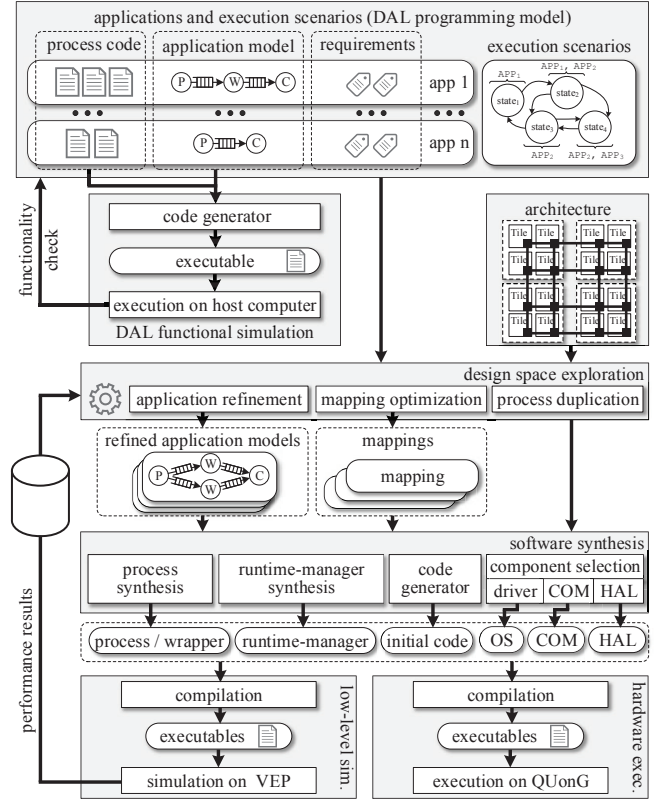 applications and execution scenarios (DAL programming model)
process code
application model
requirements
execution scenarios
P
W
C
app 1
P
C
app n
APP1
APP1, APP2
state1
state2
state3
state4
APP2
APP2, APP3
functionality
check
code generator
executable
execution on host computer
DAL functional simulation
architecture
Tile Tile Tile Tile
Tile Tile Tile Tile
Tile Tile Tile Tile
Tile Tile Tile Tile
design space exploration
application refinement
mapping optimization
process duplication
refined application models
P
W
W
C
mappings
mapping
performance results
software synthesis
process
synthesis
runtime-manager
synthesis
code
generator
component selection
driver COM HAL
process / wrapper
runtime-manager
initial code
OS
COM
HAL
compilation
executables
simulation on VEP
low-level sim.
compilation
executables
execution on QUonG
hardware exec.